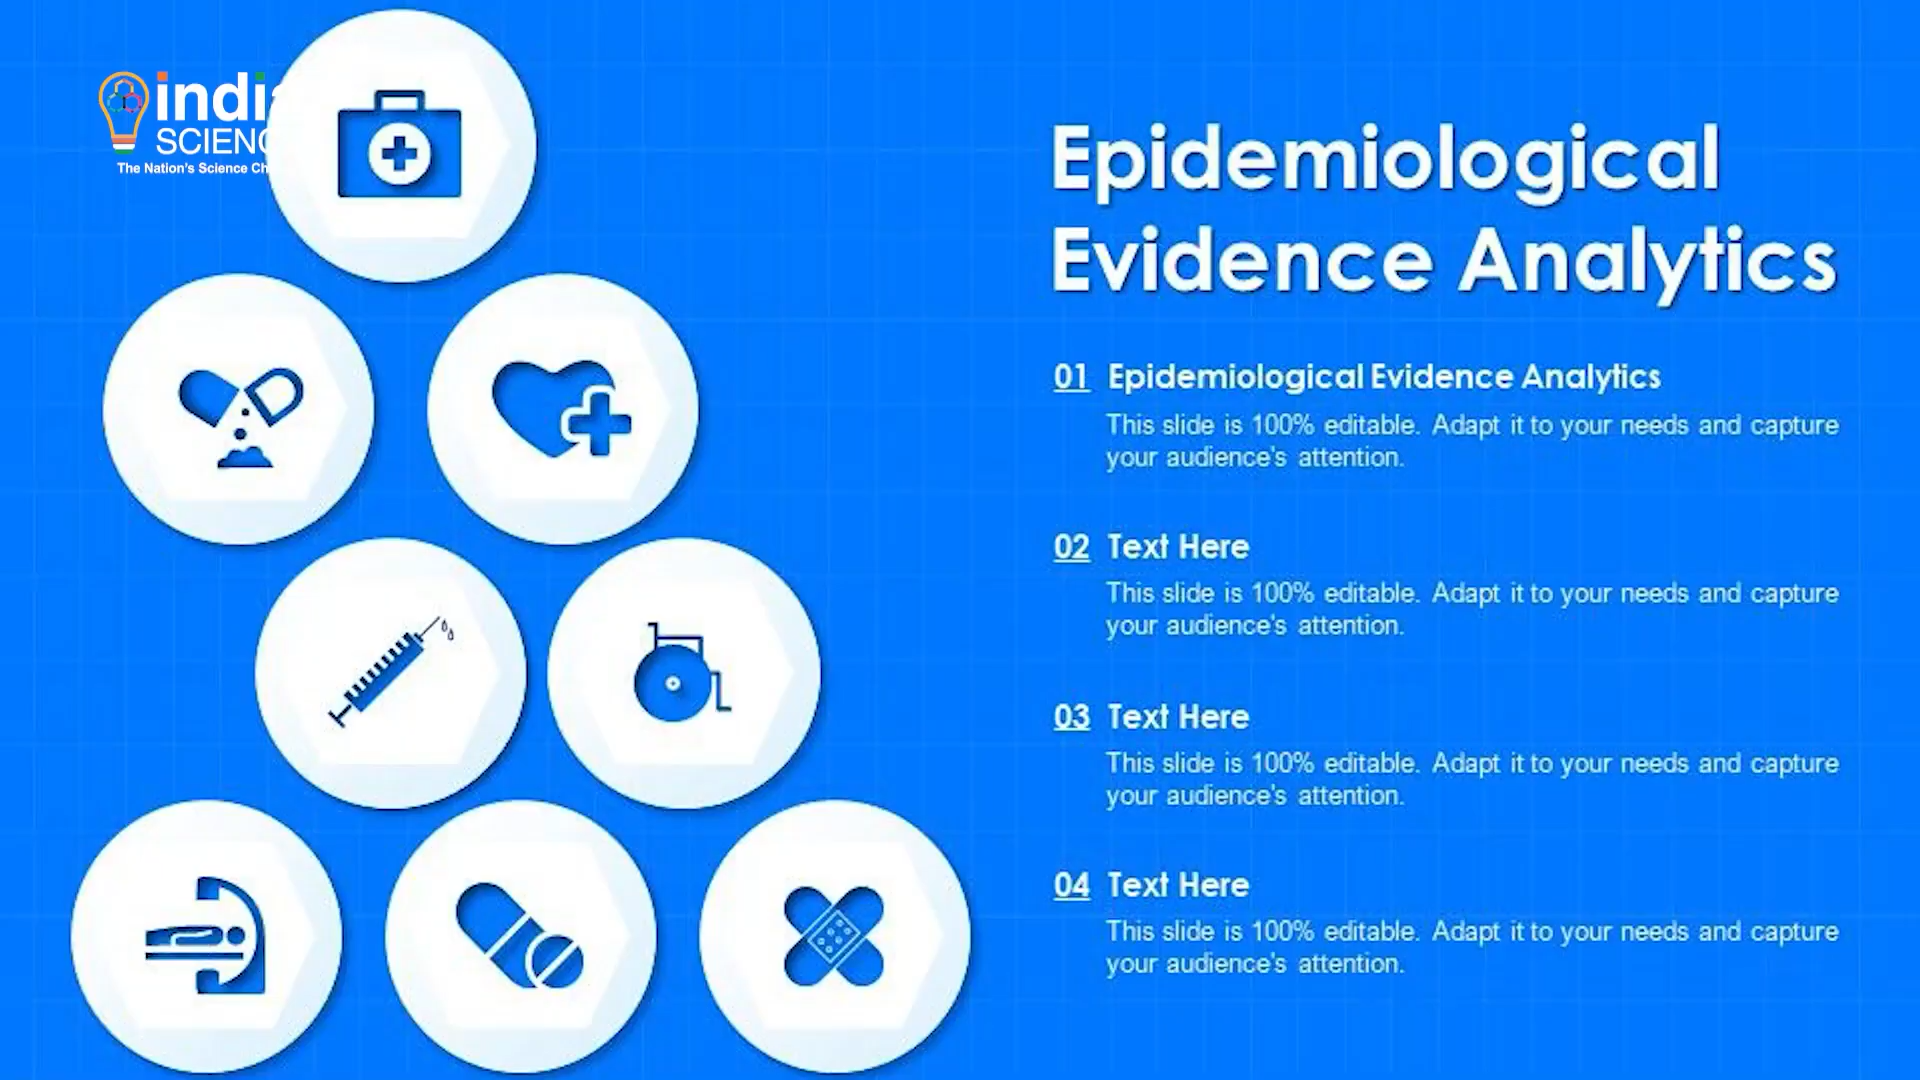 india
SCIENC
The Nation's Science Ch
Epidemiological
Evidence Analytics
01 Epidemiological Evidence Analytics
This slide is 100% editable. Adapt it to your needs and capture
your audience's attention.
02 Text Here
This slide is 100% editable. Adapt it to your needs and capture
your audience's attention.
03 Text Here
This slide is 100% editable. Adapt it to your needs and capture
your audience's attention.
04 Text Here
This slide is 100% editable. Adapt it to your needs and capture
your audience's attention.